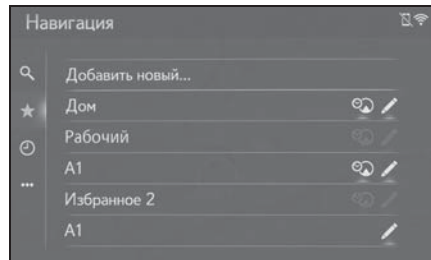 Навигация
Добавить новый...
Дом
Рабочий
A1
Избранное 2
A1